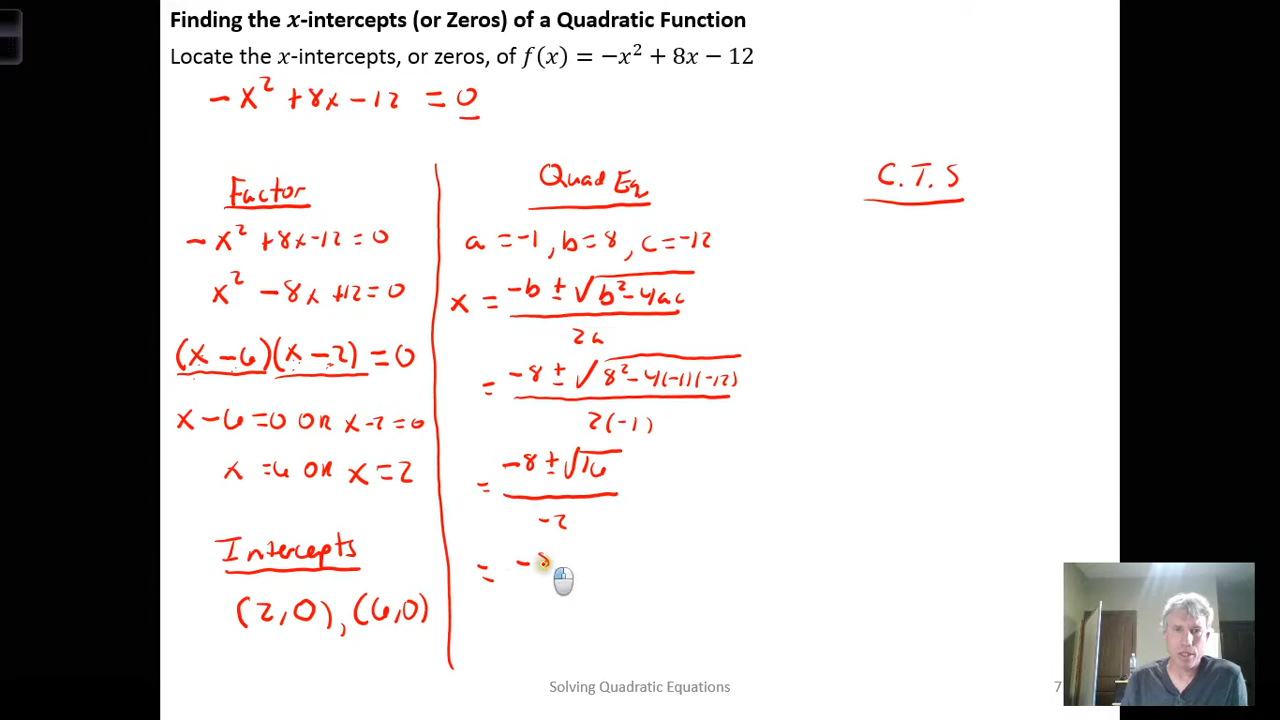 Finding the x-intercepts (or Zeros) of a Quadratic Function
Locate the x-intercepts, or zeros, of f(x) = −x² + 8x − 12
-x² +8x-12 = 0
Factor
-x² +8x-12=0
x² -8x+12=0
(x-6)(x-2)=0
x-6=0 OR x-2=0
x=6 OR x=2
Intercepts
(2,0),(6,0)
Quad Eq
a=-1, b=8, c=-12
x = (-b ± √(b²-4ac))/(2a)
= (-8 ± √(8²-4(-1)(-12)))/(2(-1))
= (-8 ± √16)/(-2)
= -8
C.T.S
Solving Quadratic Equations
7